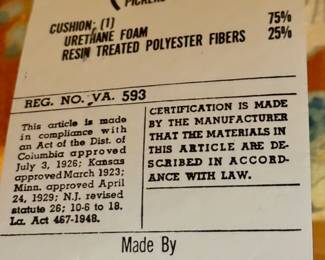 CUSHION; (1) 75%
URETHANE FOAM 25%
RESIN TREATED POLYESTER FIBERS
REG. NO. VA. 593
This article is made
in compliance with
an Act of the Dist. of
Columbia approved
July 3, 1926; Kansas
approved March 1923;
Minn. approved April
24, 1929; N.J. revised
statute 26; 10-6 to 18.
La. Act 467-1948.
CERTIFICATION IS MADE
BY THE MANUFACTURER
THAT THE MATERIALS IN
THIS ARTICLE ARE DE-
SCRIBED IN ACCORD-
ANCE WITH LAW.
Made By